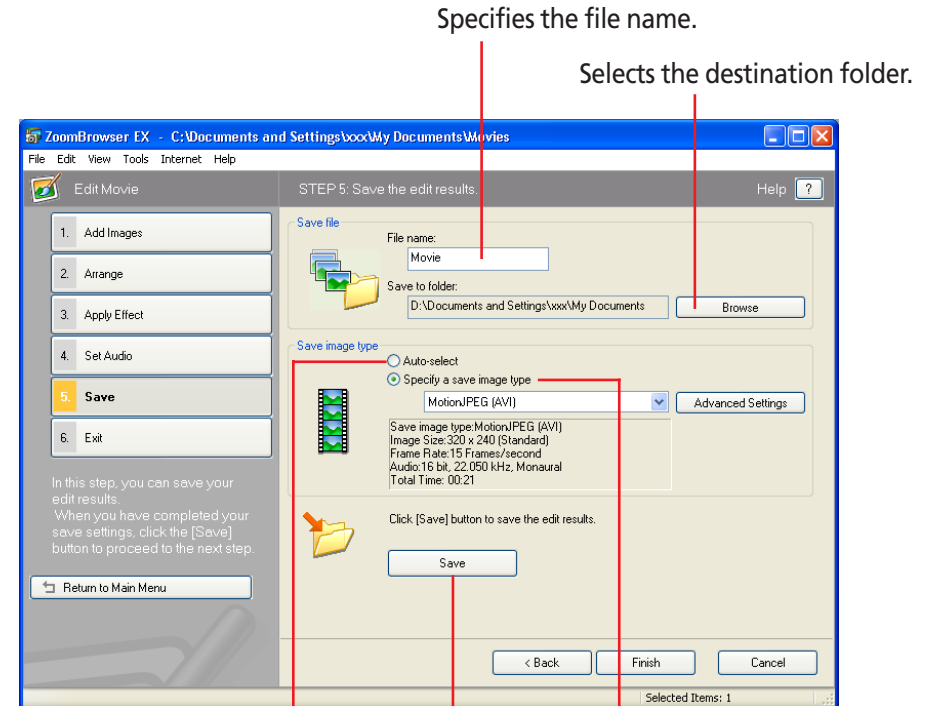 Specifies the file name.
Selects the destination folder.
ZoomBrowser EX - C:\Documents and Settings\xxx\My Documents\Movies
File Edit View Tools Internet Help
Edit Movie
STEP 5: Save the edit results.
Help ?
1. Add Images
2. Arrange
3. Apply Effect
4. Set Audio
5. Save
6. Exit
In this step, you can save your
edit results.
When you have completed your
save settings, click the [Save]
button to proceed to the next step.
Return to Main Menu
Save file
File name:
Movie
Save to folder:
D:\Documents and Settings\xxx\My Documents
Browse
Save image type
Auto-select
Specify a save image type
MotionJPEG (AVI)
Advanced Settings
Save image type:MotionJPEG (AVI)
Image Size:320 x 240 (Standard)
Frame Rate:15 Frames/second
Audio:16 bit, 22.050 kHz, Monaural
Total Time: 00:21
Click [Save] button to save the edit results.
Save
< Back
Finish
Cancel
Selected Items: 1